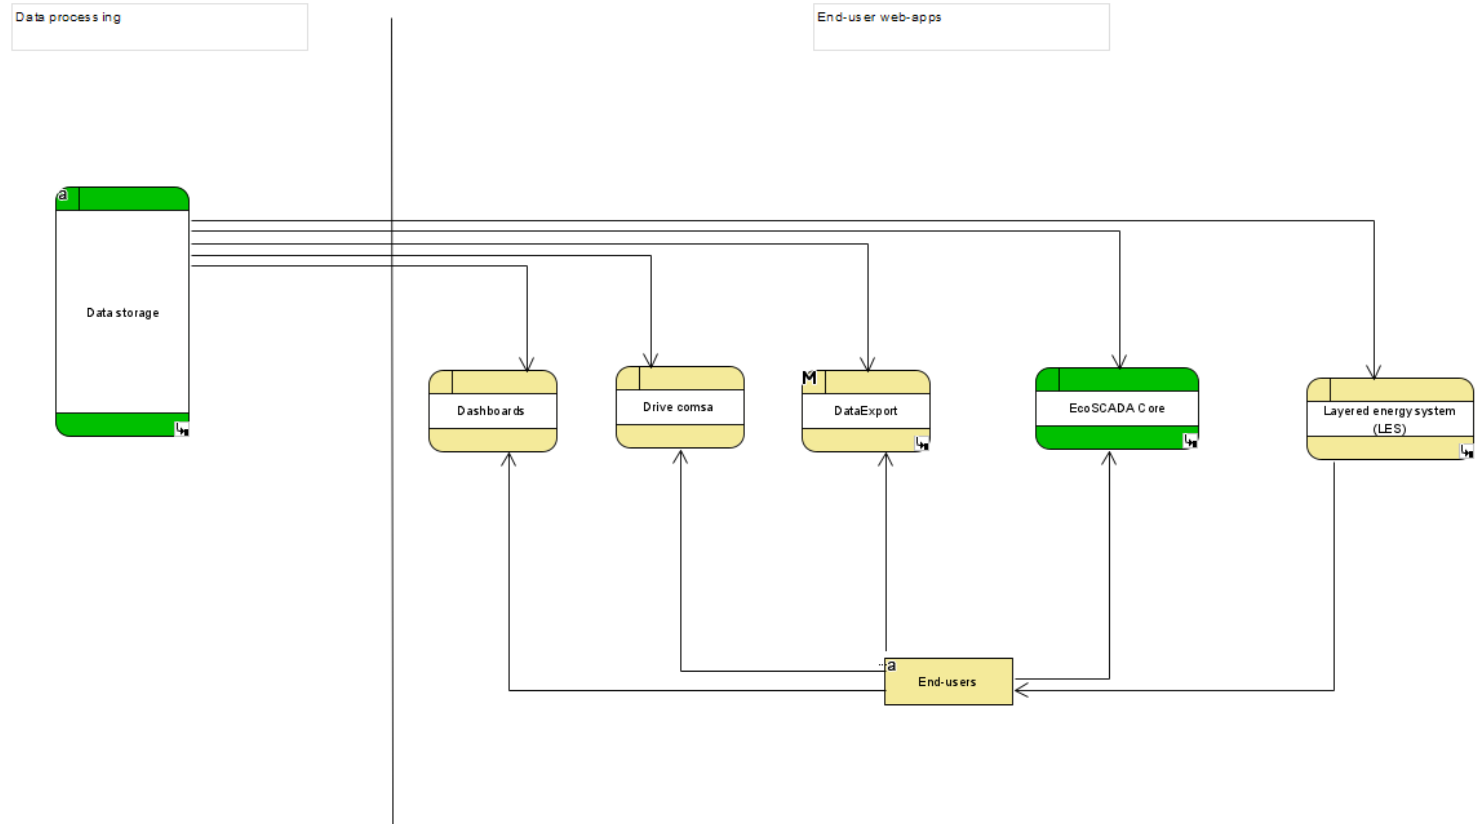 Data processing
End-user web-apps
a
Data storage
Dashboards
Drive comsa
M
DataExport
EcoSCADA Core
Layered energy system
(LES)
a
End-users